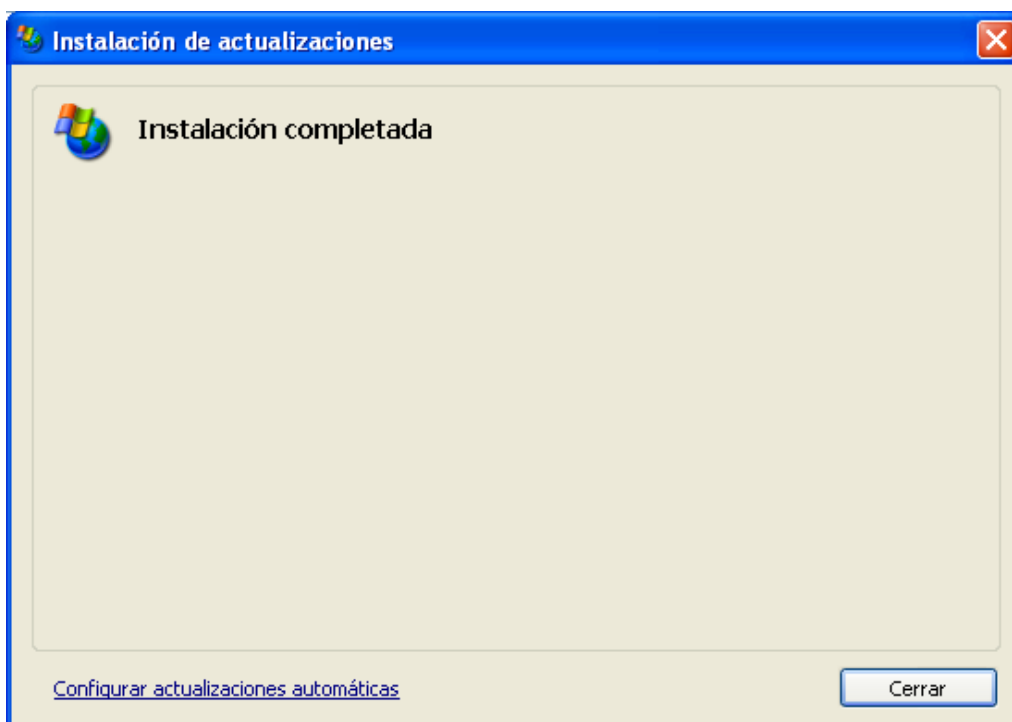 Instalación de actualizaciones
Instalación completada
Configurar actualizaciones automáticas
Cerrar